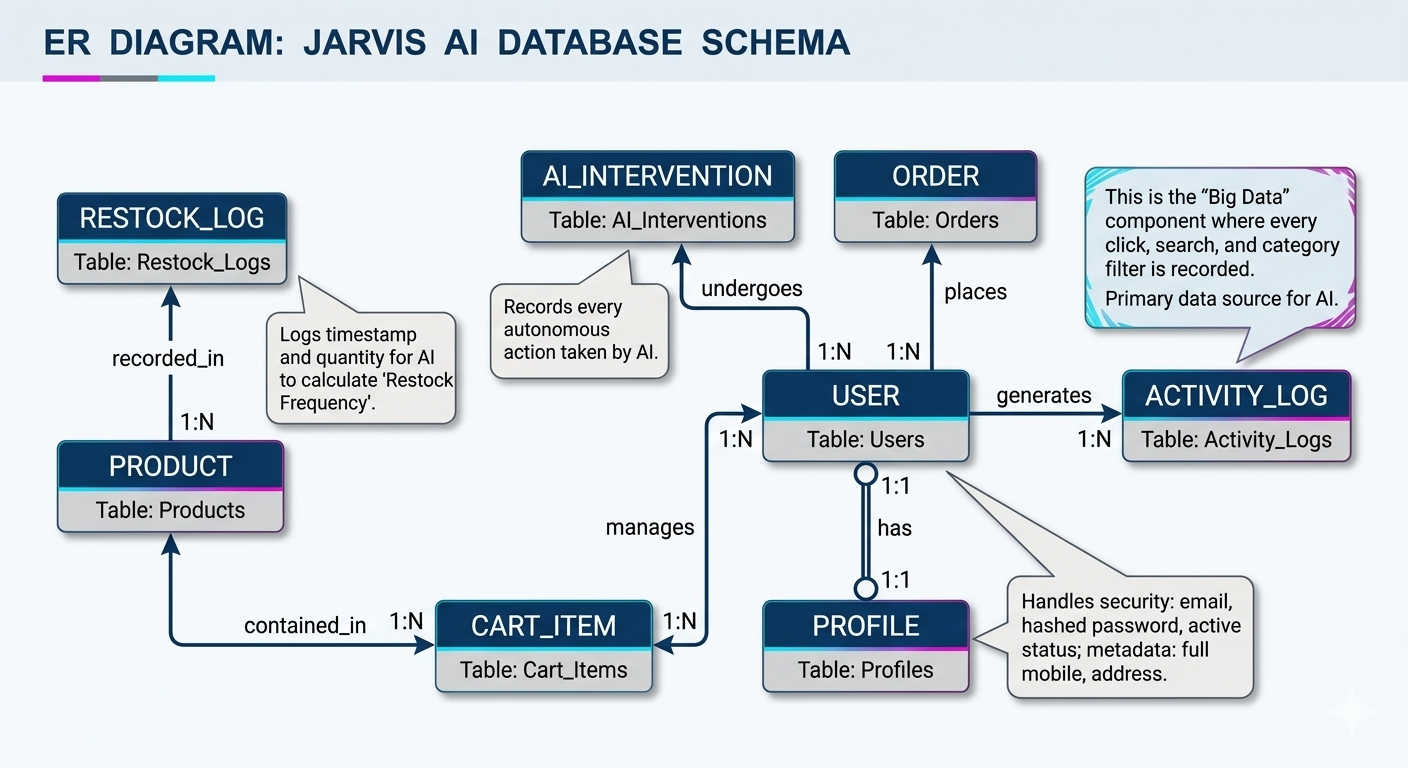 ER DIAGRAM: JARVIS AI DATABASE SCHEMA
AI_INTERVENTION
Table: AI_Interventions
ORDER
Table: Orders
This is the “Big Data”
component where every
click, search, and category
filter is recorded.
Primary data source for AI.
RESTOCK_LOG
Table: Restock_Logs
Logs timestamp
and quantity for AI
to calculate ‘Restock
Frequency’.
Records every
autonomous
action taken by AI.
undergoes
places
recorded_in
1:N
1:N
1:N
USER
Table: Users
generates
1:N
ACTIVITY_LOG
Table: Activity_Logs
PRODUCT
Table: Products
1:N
manages
1:1
has
1:1
contained_in
1:N
CART_ITEM
Table: Cart_Items
1:N
PROFILE
Table: Profiles
Handles security: email,
hashed password, active
status; metadata: full
mobile, address.